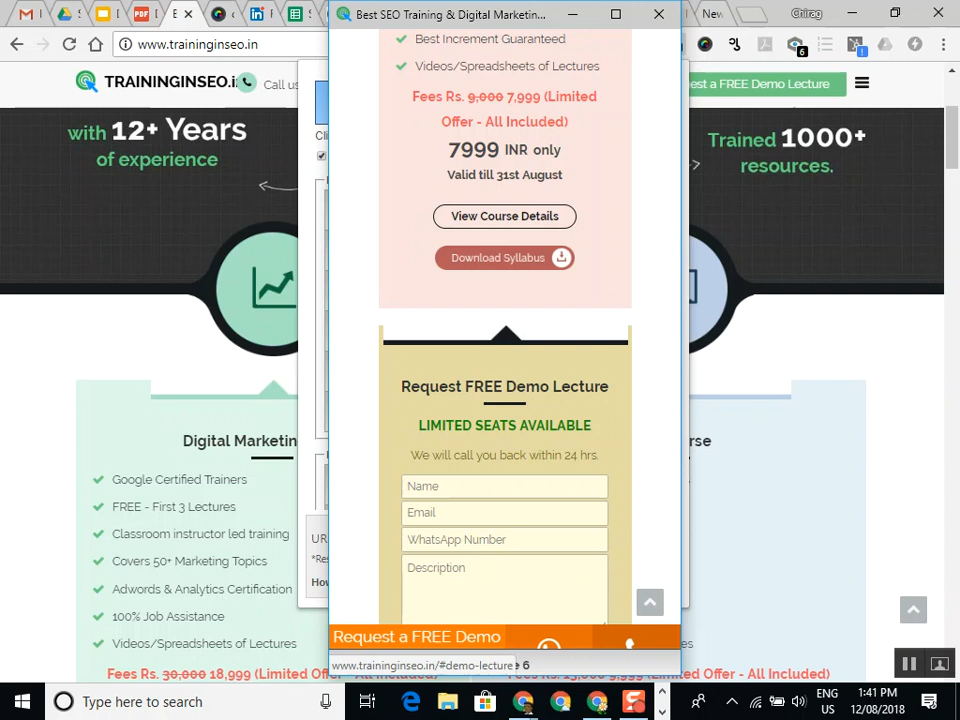 E
in
S
Best SEO Training & Digital Marketin...
New
Chirag
www.traininginseo.in
6
TRAININGINSEO.i
Call us
est a FREE Demo Lecture
with 12+ Years
of experience
Trained 1000+
resources.
Cli
Best Increment Guaranteed
Videos/Spreadsheets of Lectures
Fees Rs. 9,000 7,999 (Limited
Offer - All Included)
7999 INR only
Valid till 31st August
View Course Details
Download Syllabus
Request FREE Demo Lecture
LIMITED SEATS AVAILABLE
We will call you back within 24 hrs.
Name
Email
WhatsApp Number
Description
Request a FREE Demo
www.traininginseo.in/#demo-lecture
6
Digital Marketin
Google Certified Trainers
FREE - First 3 Lectures
Classroom instructor led training
Covers 50+ Marketing Topics
Adwords & Analytics Certification
100% Job Assistance
Videos/Spreadsheets of Lectures
Fees Rs. 30,000 18,999 (Limited
UR
*Res
How
rse
es
Offer - All Included)
Type here to search
ENG
US
1:41 PM
12/08/2018